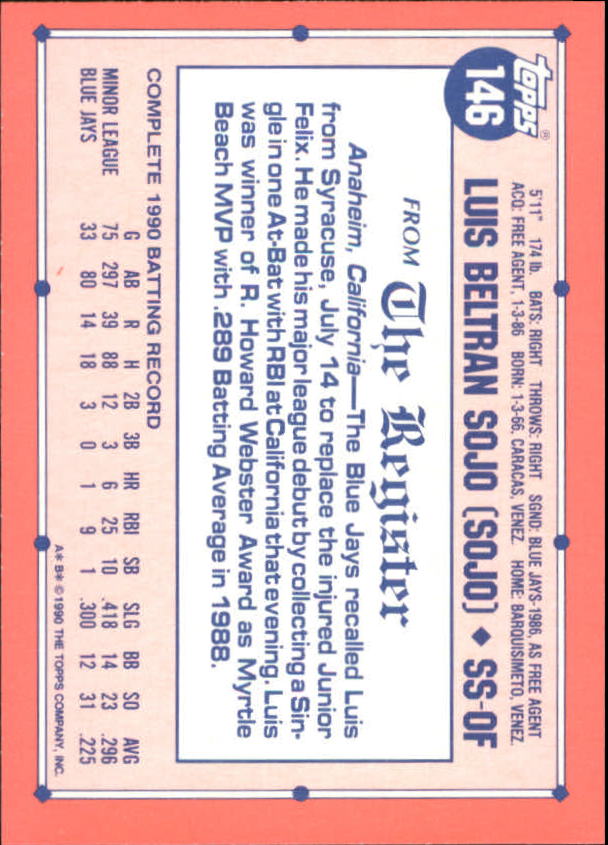 topps®
146
5'11" 174 lb. BATS: RIGHT THROWS: RIGHT SGND: BLUE JAYS-1986, AS FREE AGENT
ACQ: FREE AGENT, 1-3-86 BORN: 1-3-66, CARACAS, VENEZ. HOME: BARQUISIMETO, VENEZ.
LUIS BELTRAN SOJO (SOJO) ◆ SS-OF
FROM The Register
Anaheim, California—The Blue Jays recalled Luis
from Syracuse, July 14 to replace the injured Junior
Felix. He made his major league debut by collecting a Sin-
gle in one At-Bat with RBI at California that evening. Luis
was winner of R. Howard Webster Award as Myrtle
Beach MVP with .289 Batting Average in 1988.
COMPLETE 1990 BATTING RECORD
G AB R H 2B 3B HR RBI SB SLG BB SO AVG
MINOR LEAGUE 75 297 39 88 12 3 6 25 10 .418 14 23 .296
BLUE JAYS 33 80 14 18 3 0 1 9 1 .300 12 31 .225
A* B* © 1990 THE TOPPS COMPANY, INC.